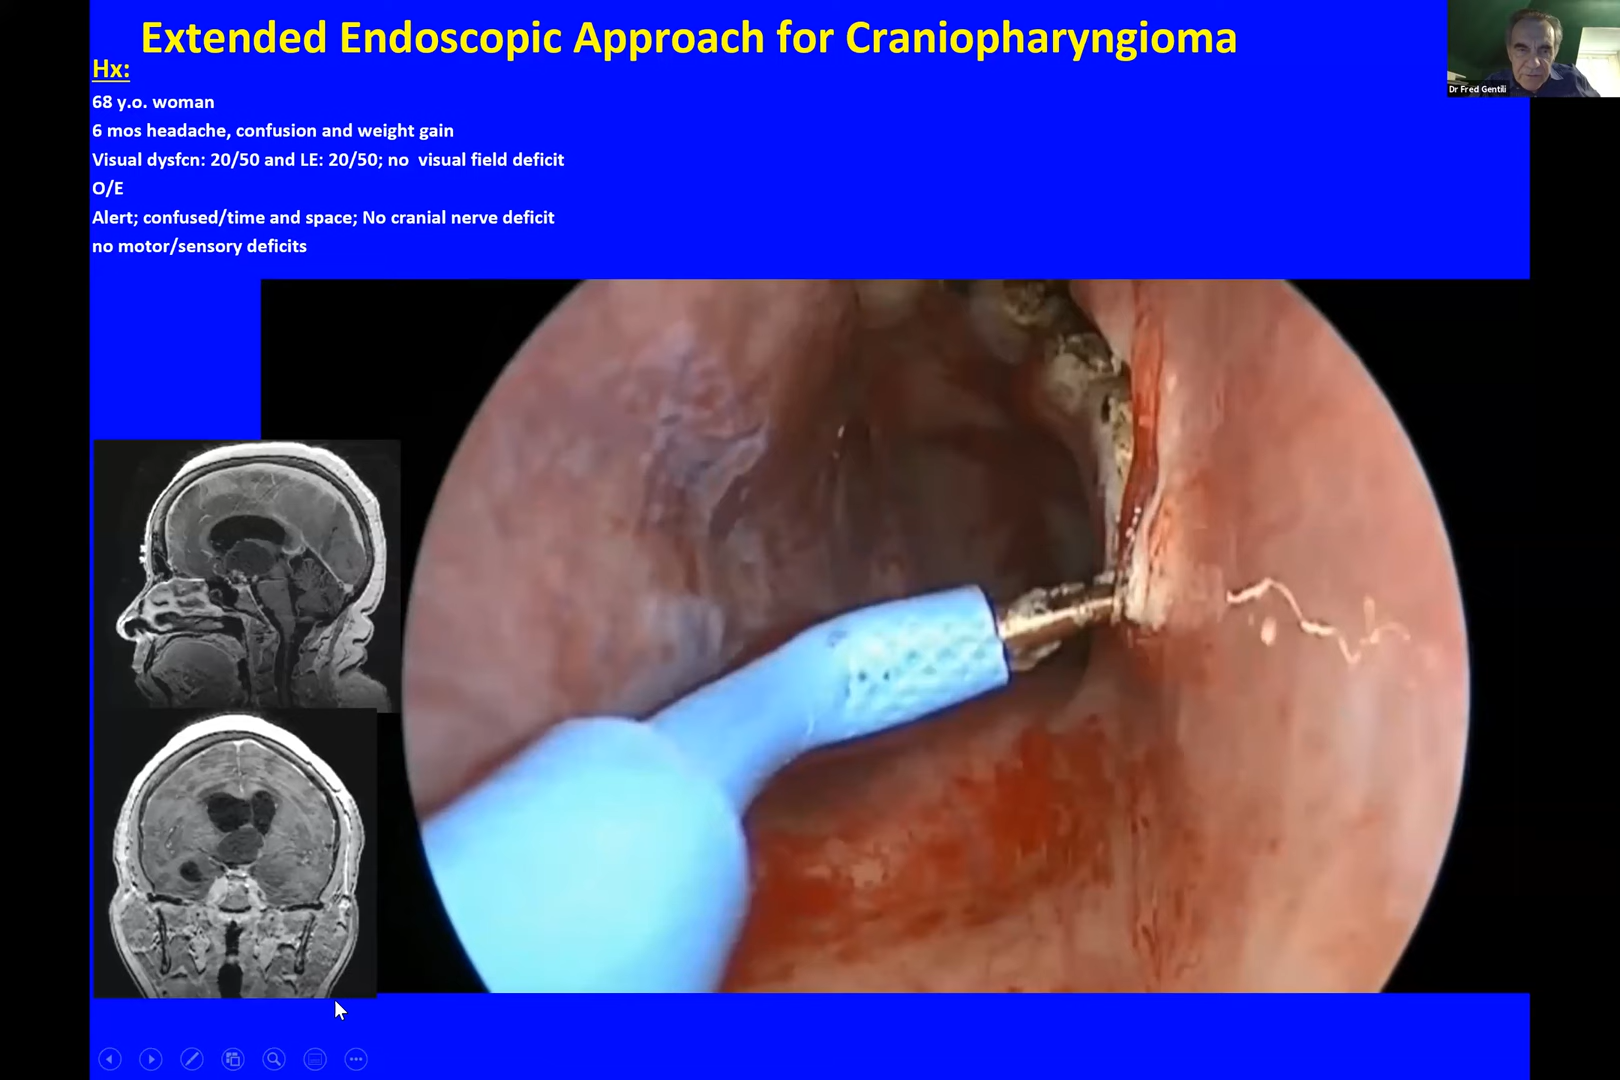 Extended Endoscopic Approach for Craniopharyngioma
Hx:
68 y.o. woman
6 mos headache, confusion and weight gain
Visual dysfcn: 20/50 and LE: 20/50; no visual field deficit
O/E
Alert; confused/time and space; No cranial nerve deficit
no motor/sensory deficits
Dr Fred Gentili